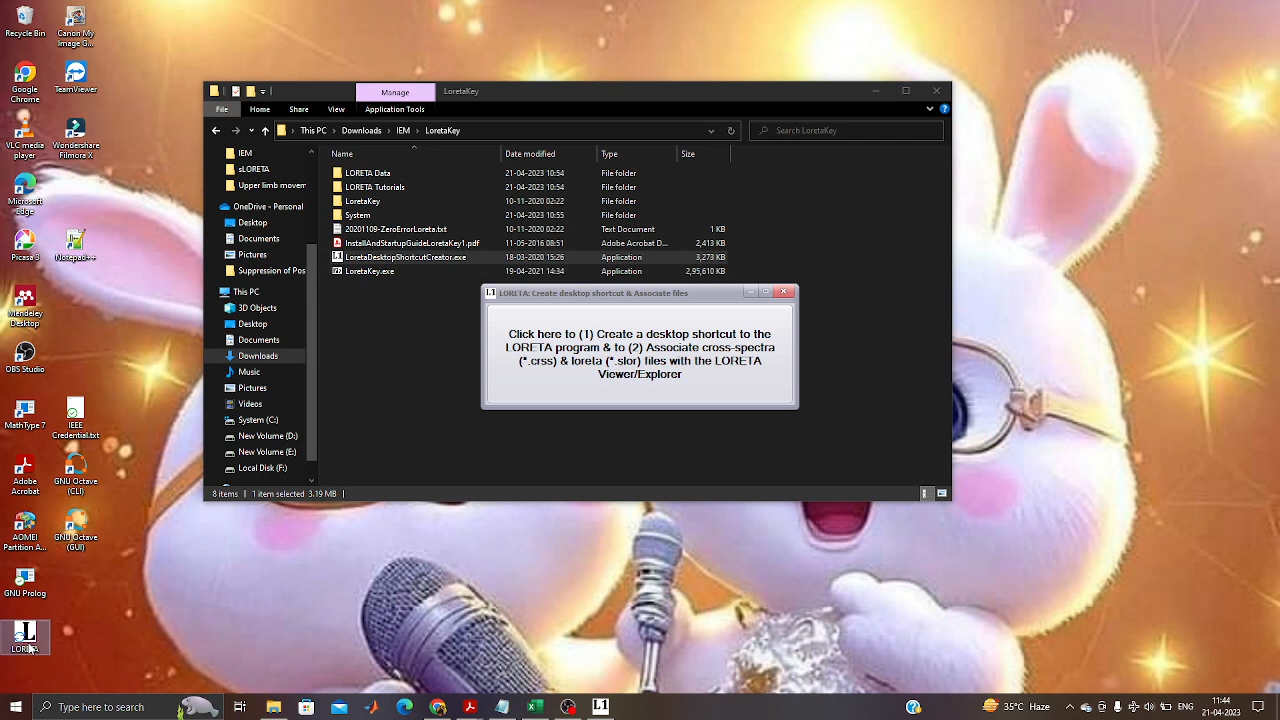 Recycle Bin
Canon My
Image G...
Google
Chrome
TeamViewer
VLC media
player
Wondershare
Filmora X
Microsoft
Edge
Picasa 3
Notepad++
Mendeley
Desktop
OBS Studio
MathType 7
IEEE
Credential.txt
Adobe
Acrobat
GNU Octave
(CLI)
AOMEI
Partition A...
GNU Octave
(GUI)
GNU Prolog
LORETA
Manage
LoretaKey
File
Home
Share
View
Application Tools
This PC
Downloads
IEM
LoretaKey
Search LoretaKey
IEM
sLORETA
Upper limb movem
OneDrive - Personal
Desktop
Documents
Pictures
Suppression of Pos
This PC
3D Objects
Desktop
Documents
Downloads
Music
Pictures
Videos
System (C:)
New Volume (D:)
New Volume (E:)
Local Disk (F:)
Name Date modified Type Size
LORETA Data 21-04-2023 10:54 File folder
LORETA Tutorials 21-04-2023 10:54 File folder
LoretaKey 10-11-2020 02:22 File folder
System 21-04-2023 10:55 File folder
20201109-ZeroErrorLoreta.txt 10-11-2020 02:22 Text Document 1 KB
InstallAndStartupGuideLoretaKey1.pdf 11-05-2016 08:51 Adobe Acrobat D... 2,413 KB
LoretaDesktopShortcutCreator.exe 18-03-2020 15:26 Application 3,273 KB
LoretaKey.exe 19-04-2021 14:34 Application 2,95,610 KB
L1 LORETA: Create desktop shortcut & Associate files
Click here to (1) Create a desktop shortcut to the
LORETA program & to (2) Associate cross-spectra
(*.crss) & loreta (*.slor) files with the LORETA
Viewer/Explorer
8 items 1 item selected 3.19 MB
Type here to search
L1
35°C Haze
ENG
11:44
21-04-2023